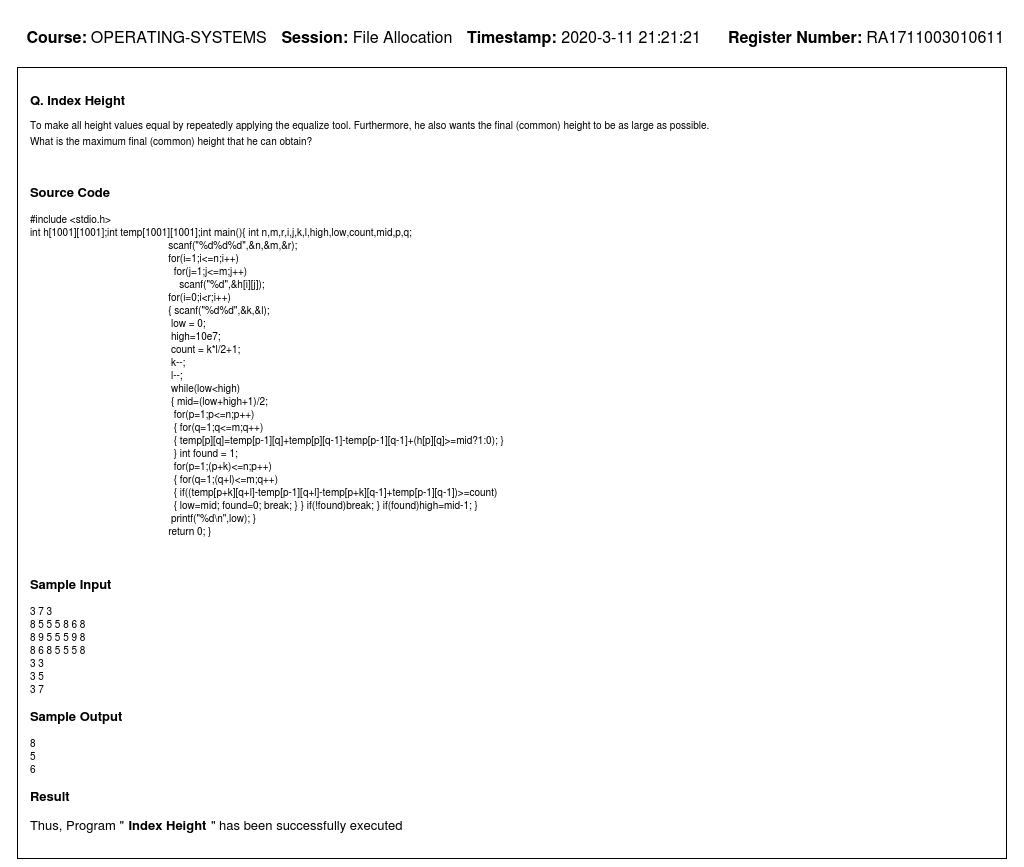 Course: OPERATING-SYSTEMS Session: File Allocation Timestamp: 2020-3-11 21:21:21 Register Number: RA1711003010611
Q. Index Height
To make all height values equal by repeatedly applying the equalize tool. Furthermore, he also wants the final (common) height to be as large as possible.
What is the maximum final (common) height that he can obtain?
Source Code
#include <stdio.h>
int h[1001][1001];int temp[1001][1001];int main(){ int n,m,r,i,j,k,l,high,low,count,mid,p,q;
scanf("%d%d%d",&n,&m,&r);
for(i=1;i<=n;i++)
for(j=1;j<=m;j++)
scanf("%d",&h[i][j]);
for(i=0;i<r;i++)
{ scanf("%d%d",&k,&l);
low = 0;
high=10e7;
count = k*l/2+1;
k--;
l--;
while(low<high)
{ mid=(low+high+1)/2;
for(p=1;p<=n;p++)
{ for(q=1;q<=m;q++)
{ temp[p][q]=temp[p-1][q]+temp[p][q-1]-temp[p-1][q-1]+(h[p][q]>=mid?1:0); }
} int found = 1;
for(p=1;(p+k)<=n;p++)
{ for(q=1;(q+l)<=m;q++)
{ if((temp[p+k][q+l]-temp[p-1][q+l]-temp[p+k][q-1]+temp[p-1][q-1])>=count)
{ low=mid; found=0; break; } } if(!found)break; } if(found)high=mid-1; }
printf("%d\n",low); }
return 0; }
Sample Input
3 7 3
8 5 5 5 8 6 8
8 9 5 5 5 9 8
8 6 8 5 5 5 8
3 3
3 5
3 7
Sample Output
8
5
6
Result
Thus, Program " Index Height " has been successfully executed